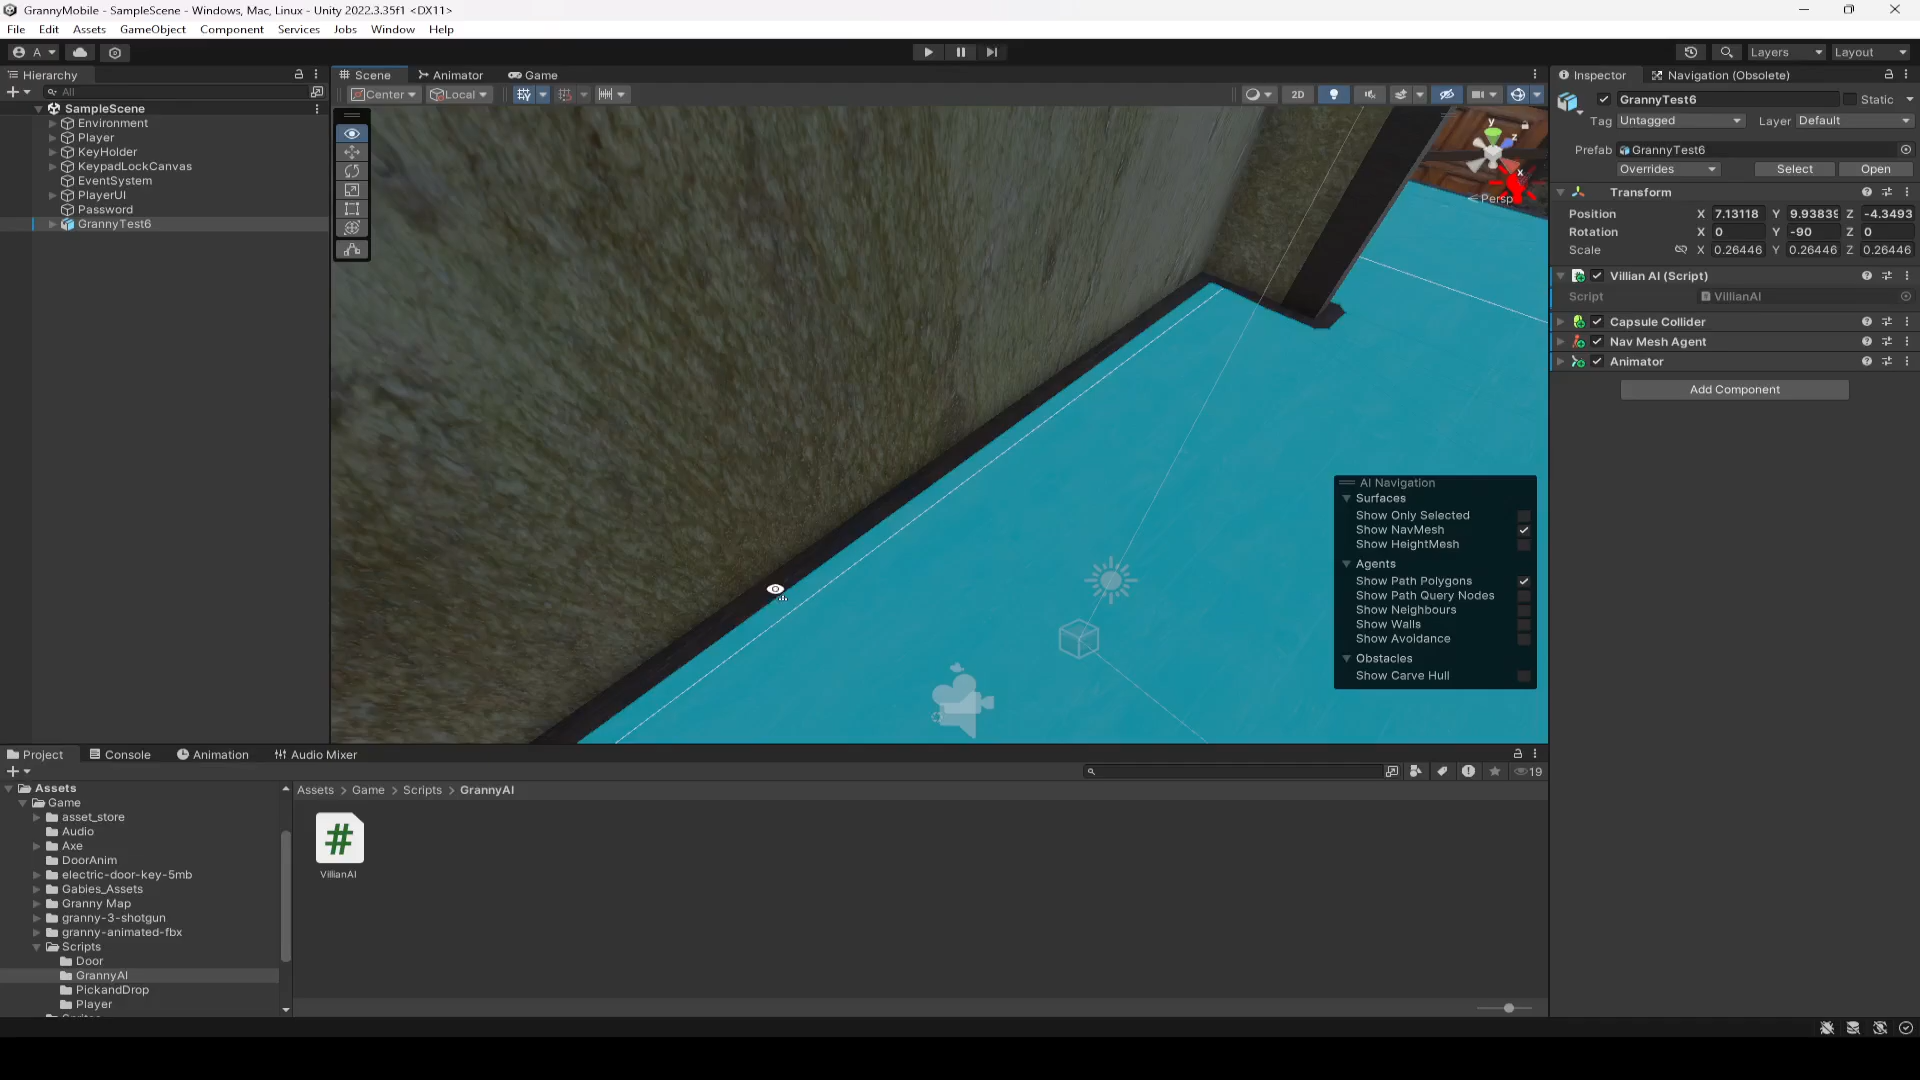 GrannyMobile - SampleScene - Windows, Mac, Linux - Unity 2022.3.35f1 <DX11>
File Edit Assets GameObject Component Services Jobs Window Help
A
Layers
Layout
Hierarchy
All
SampleScene
Environment
Player
KeyHolder
KeypadLockCanvas
EventSystem
PlayerUI
Password
GrannyTest6
Scene Animator Game
Center Local
2D
y
z
x
Persp
AI Navigation
Surfaces
Show Only Selected
Show NavMesh
Show HeightMesh
Agents
Show Path Polygons
Show Path Query Nodes
Show Neighbours
Show Walls
Show Avoidance
Obstacles
Show Carve Hull
Inspector Navigation (Obsolete)
GrannyTest6 Static
Tag Untagged Layer Default
Prefab GrannyTest6
Overrides Select Open
Transform
Position X 7.13118 Y 9.93839 Z -4.3493
Rotation X 0 Y -90 Z 0
Scale X 0.26446 Y 0.26446 Z 0.26446
Villian AI (Script)
Script VillianAI
Capsule Collider
Nav Mesh Agent
Animator
Add Component
Project Console Animation Audio Mixer
19
Assets
Game
asset_store
Audio
Axe
DoorAnim
electric-door-key-5mb
Gabies_Assets
Granny Map
granny-3-shotgun
granny-animated-fbx
Scripts
Door
GrannyAI
PickandDrop
Player
Assets > Game > Scripts > GrannyAI
VillianAI